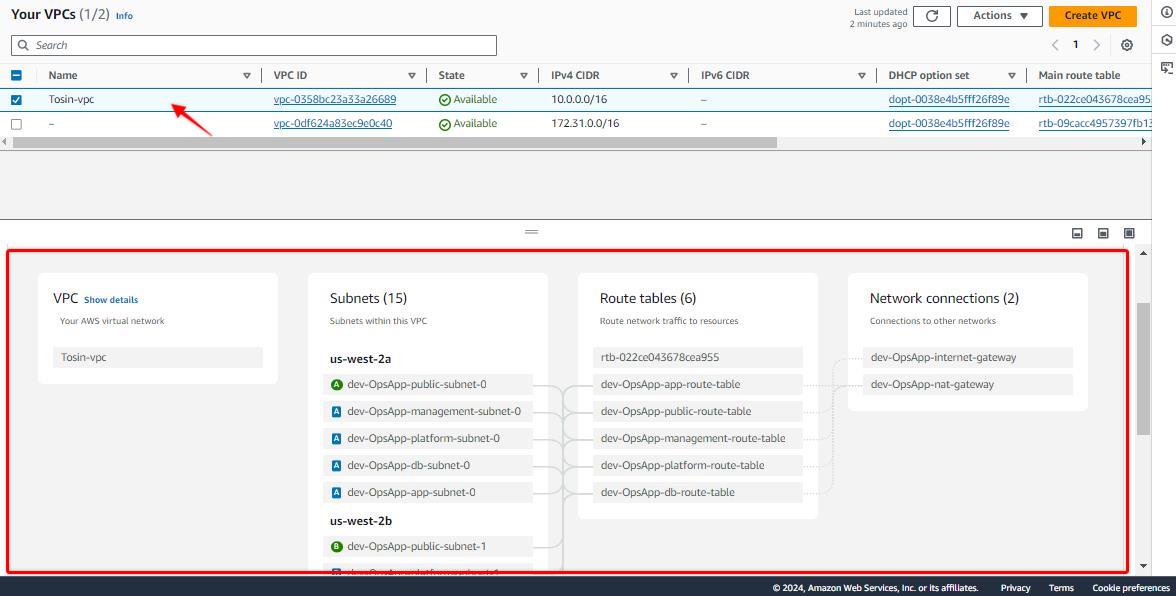 Your VPCs (1/2) Info
Last updated
2 minutes ago
Actions
Create VPC
Search
1
Name VPC ID State IPv4 CIDR IPv6 CIDR DHCP option set Main route table
Tosin-vpc vpc-0358bc23a33a26689 Available 10.0.0.0/16 – dopt-0038e4b5fff26f89e rtb-022ce043678cea95
– vpc-0df624a83ec9e0c40 Available 172.31.0.0/16 – dopt-0038e4b5fff26f89e rtb-09cacc4957397fb13
VPC Show details
Your AWS virtual network
Tosin-vpc
Subnets (15)
Subnets within this VPC
us-west-2a
A dev-OpsApp-public-subnet-0
A dev-OpsApp-management-subnet-0
A dev-OpsApp-platform-subnet-0
A dev-OpsApp-db-subnet-0
A dev-OpsApp-app-subnet-0
us-west-2b
B dev-OpsApp-public-subnet-1
Route tables (6)
Route network traffic to resources
rtb-022ce043678cea955
dev-OpsApp-app-route-table
dev-OpsApp-public-route-table
dev-OpsApp-management-route-table
dev-OpsApp-platform-route-table
dev-OpsApp-db-route-table
Network connections (2)
Connections to other networks
dev-OpsApp-internet-gateway
dev-OpsApp-nat-gateway
© 2024, Amazon Web Services, Inc. or its affiliates. Privacy Terms Cookie preferences